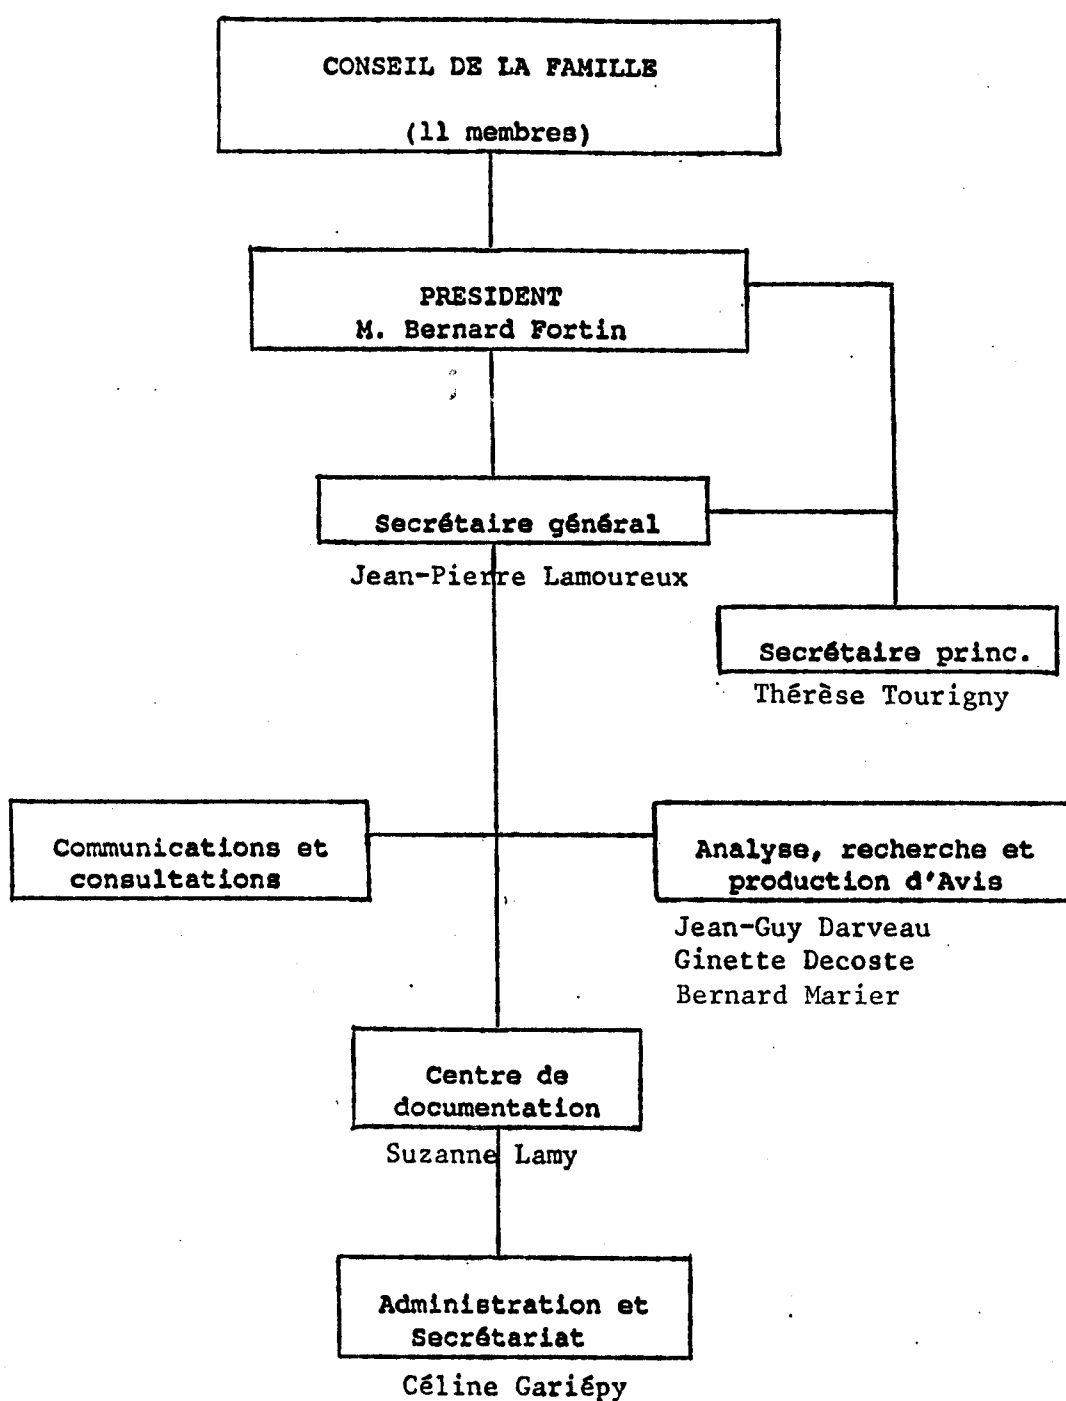 CONSEIL DE LA FAMILLE
(11 membres)
PRESIDENT
M. Bernard Fortin
Secrétaire général
Jean-Pierre Lamoureux
Secrétaire princ.
Thérèse Tourigny
Communications et
consultations
Analyse, recherche et
production d'Avis
Jean-Guy Darveau
Ginette Decoste
Bernard Marier
Centre de
documentation
Suzanne Lamy
Administration et
Secrétariat
Céline Gariépy